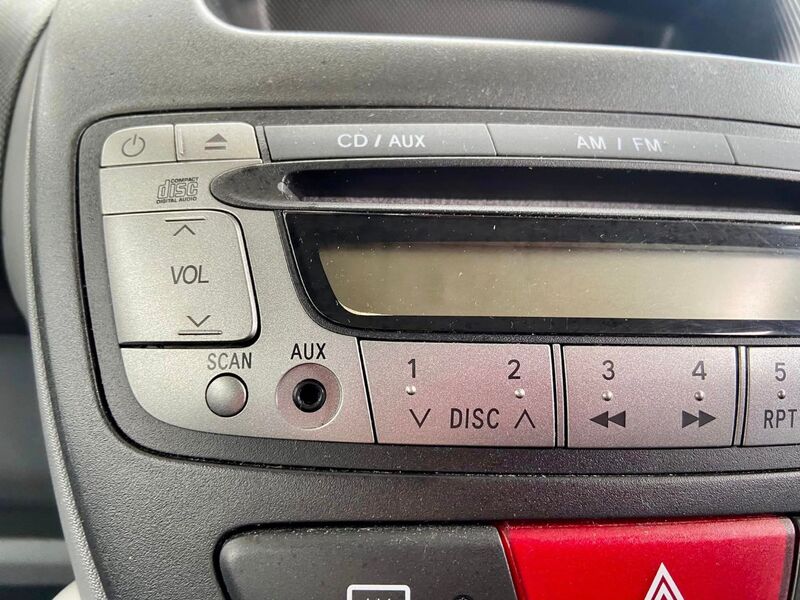 CD / AUX
AM / FM
COMPACT
disc
DIGITAL AUDIO
VOL
SCAN
AUX
1
2
DISC
3
4
5
RPT